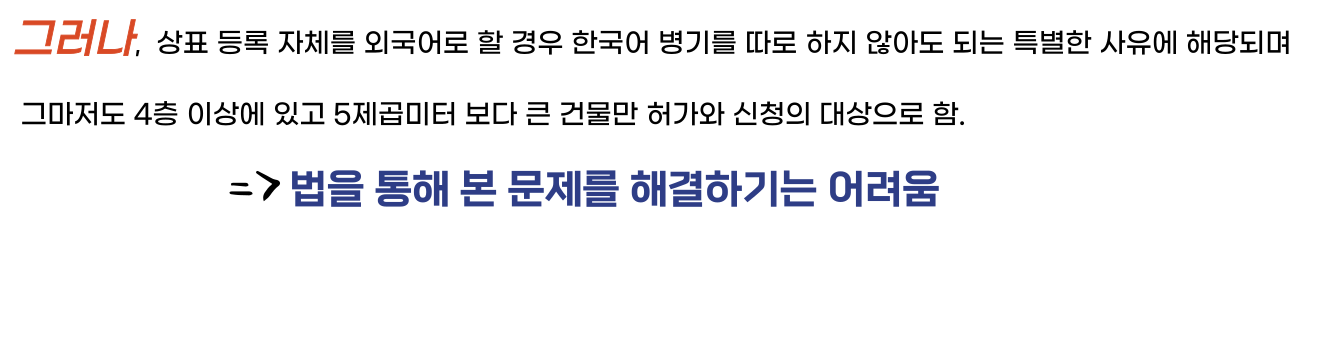 그러나, 상표 등록 자체를 외국어로 할 경우 한국어 병기를 따로 하지 않아도 되는 특별한 사유에 해당되며
그마저도 4층 이상에 있고 5제곱미터 보다 큰 건물만 허가와 신청의 대상으로 함.
=> 법을 통해 본 문제를 해결하기는 어려움